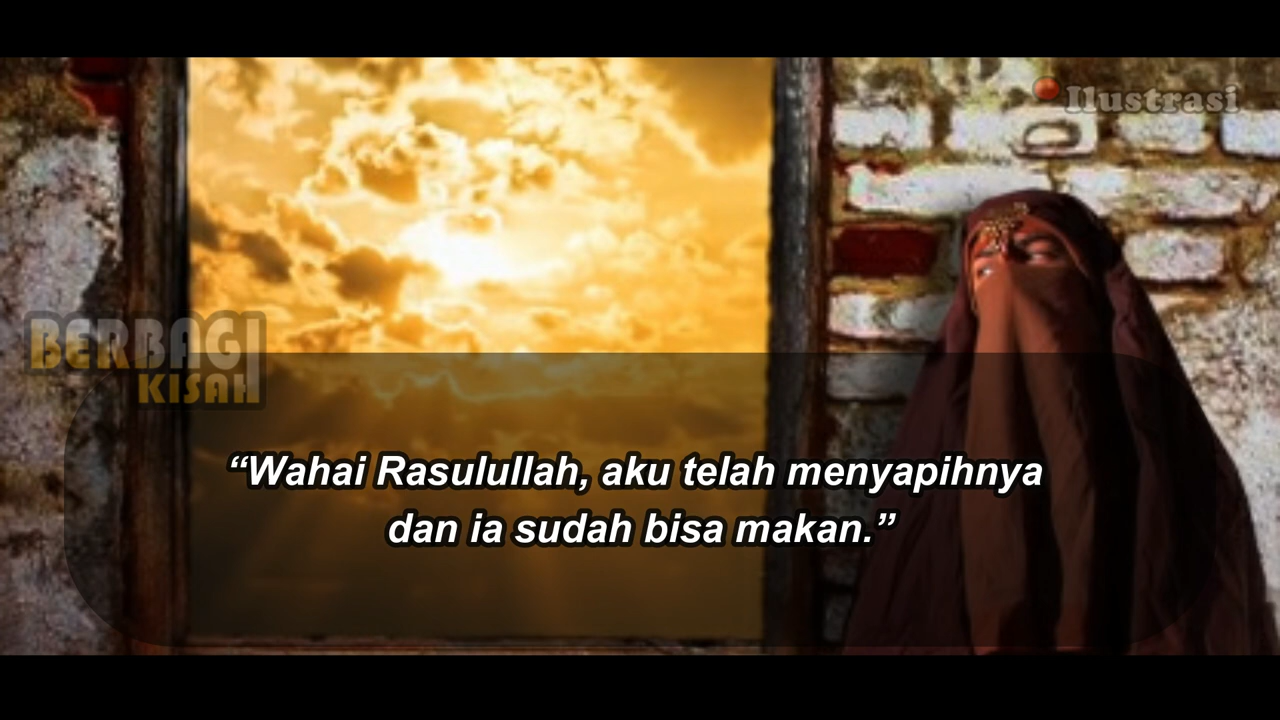 Ilustrasi
BERBAGI
KISAH
“Wahai Rasulullah, aku telah menyapihnya
dan ia sudah bisa makan.”